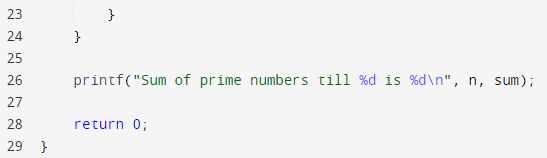 23        }
24    }
25
26    printf("Sum of prime numbers till %d is %d\n", n, sum);
27
28    return 0;
29 }